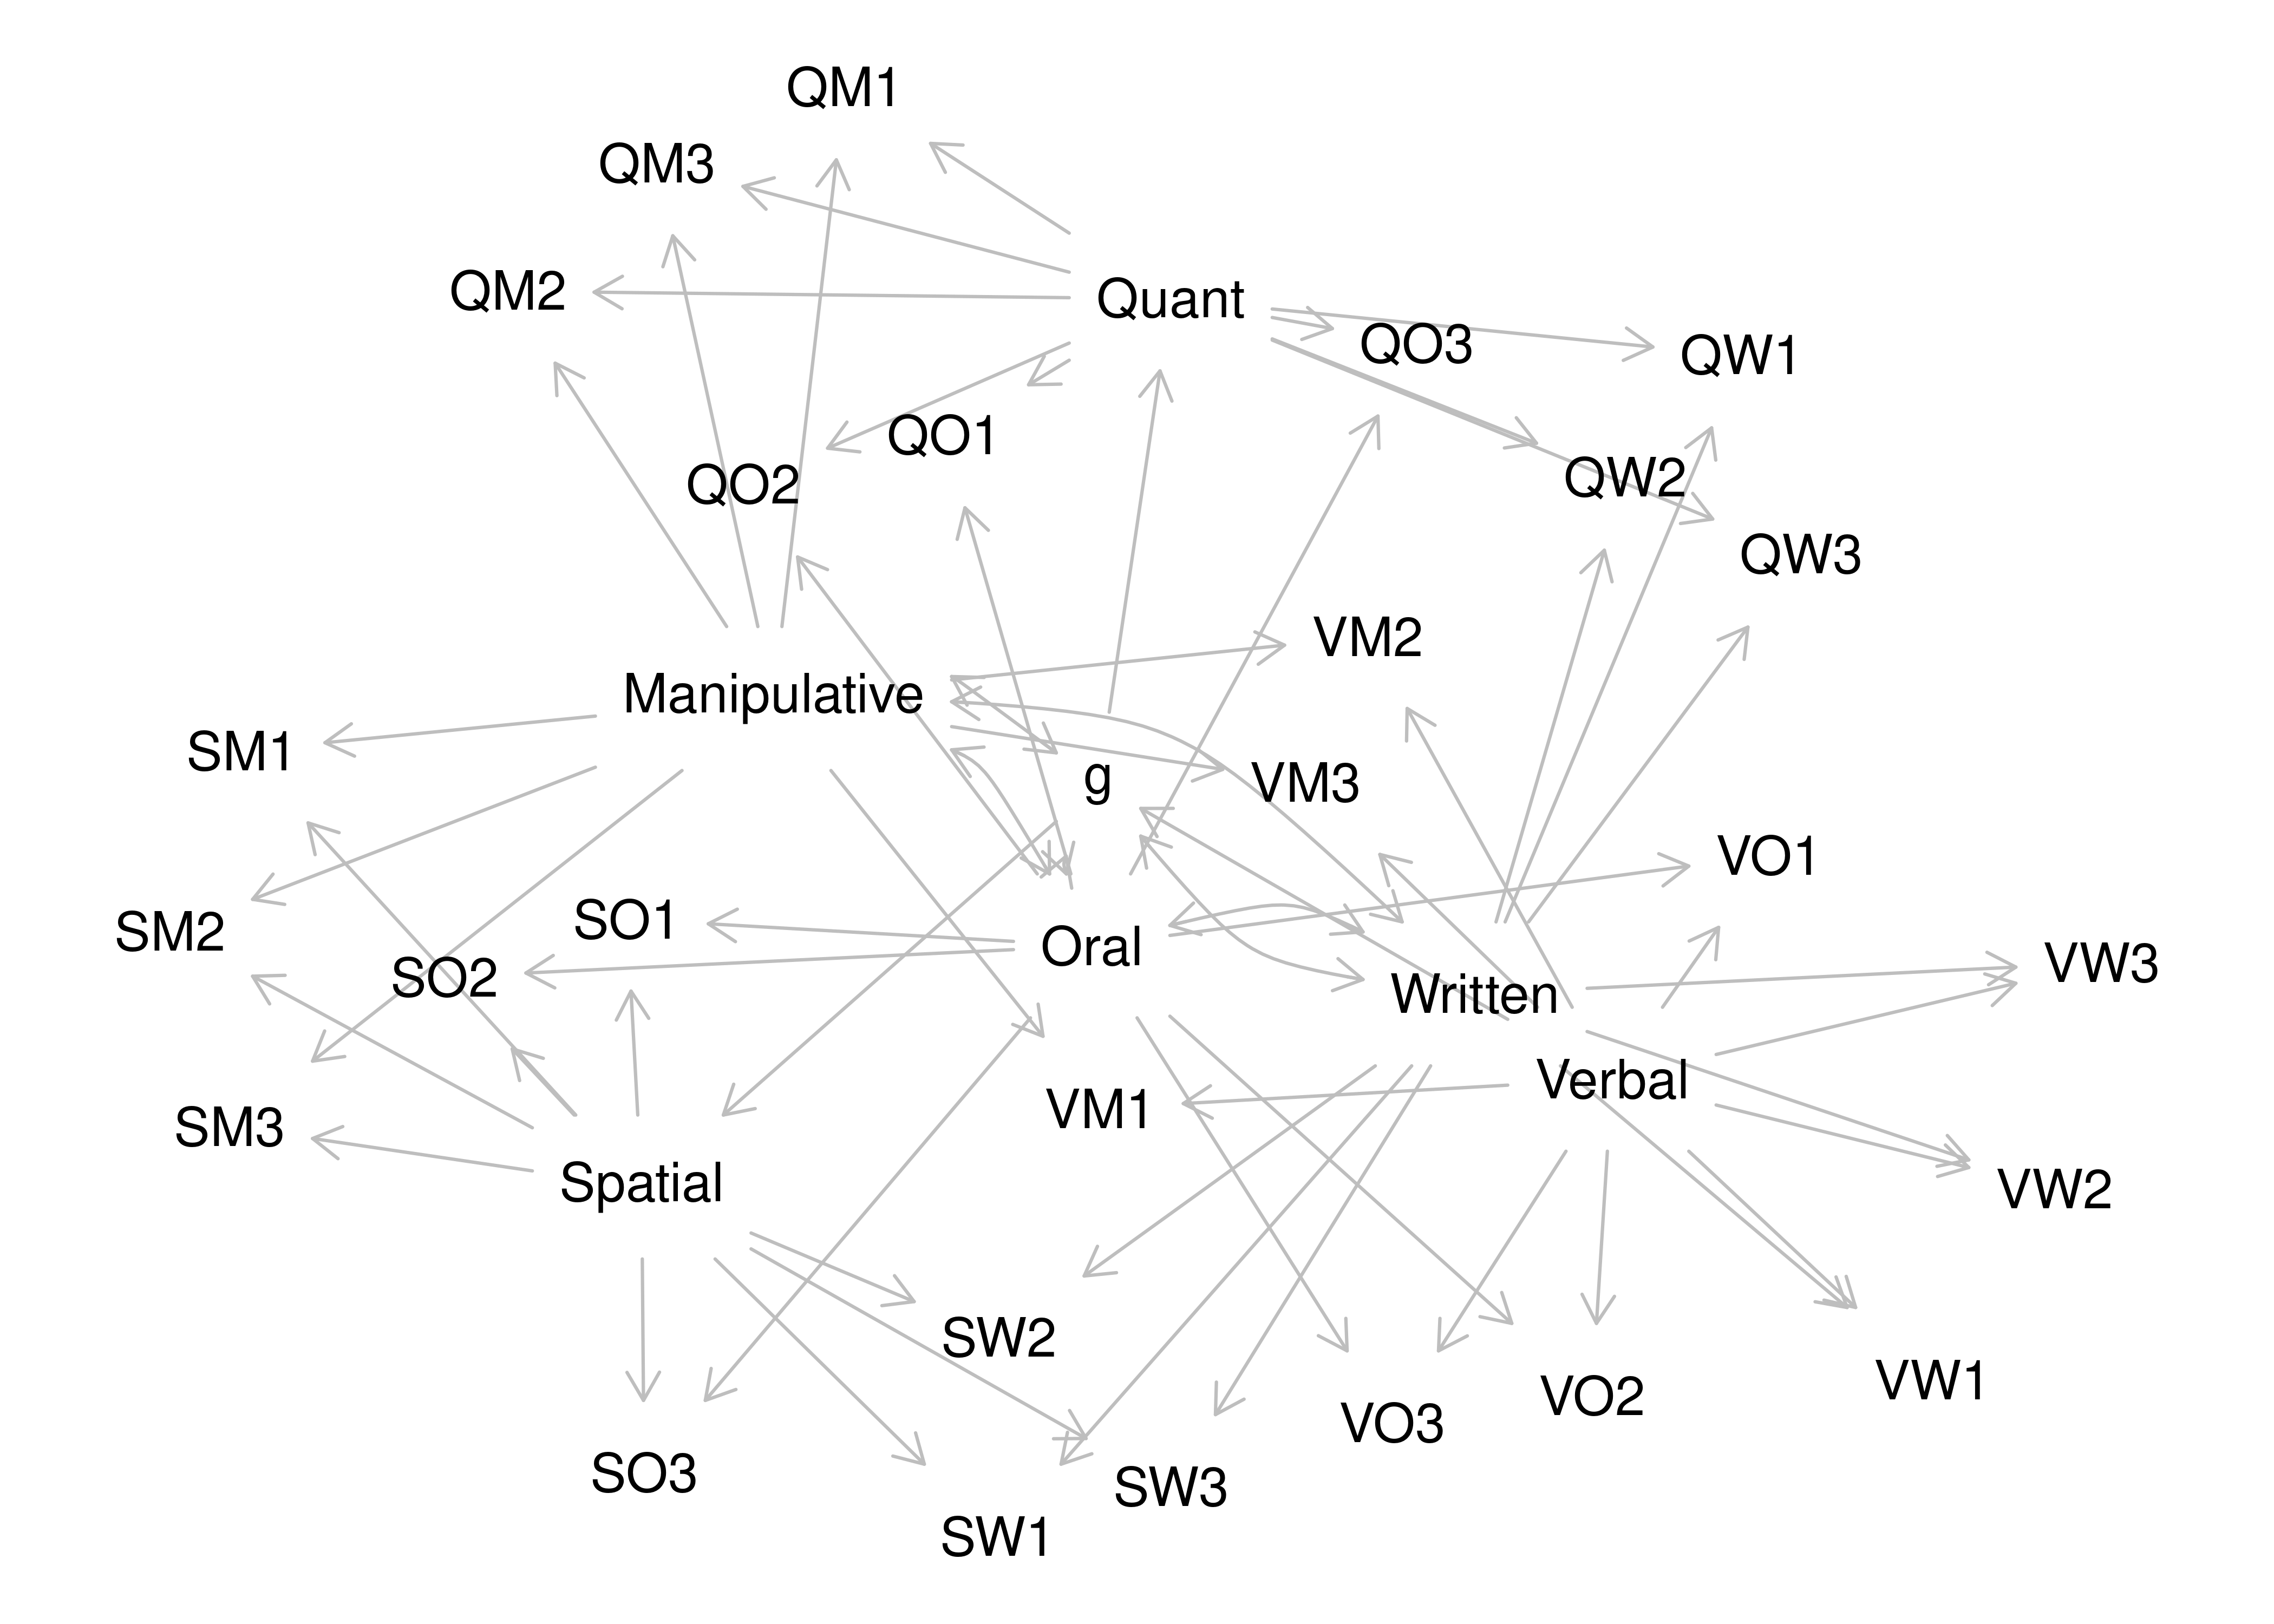 QM1
QM3
QM2
Quant
QO3
QW1
QO1
QO2
QW2
QW3
VM2
Manipulative
SM1
g
VM3
VO1
SM2
SO1
SO2
Oral
Written
VW3
Verbal
VM1
SM3
Spatial
VW2
SW2
VW1
VO2
VO3
SO3
SW3
SW1